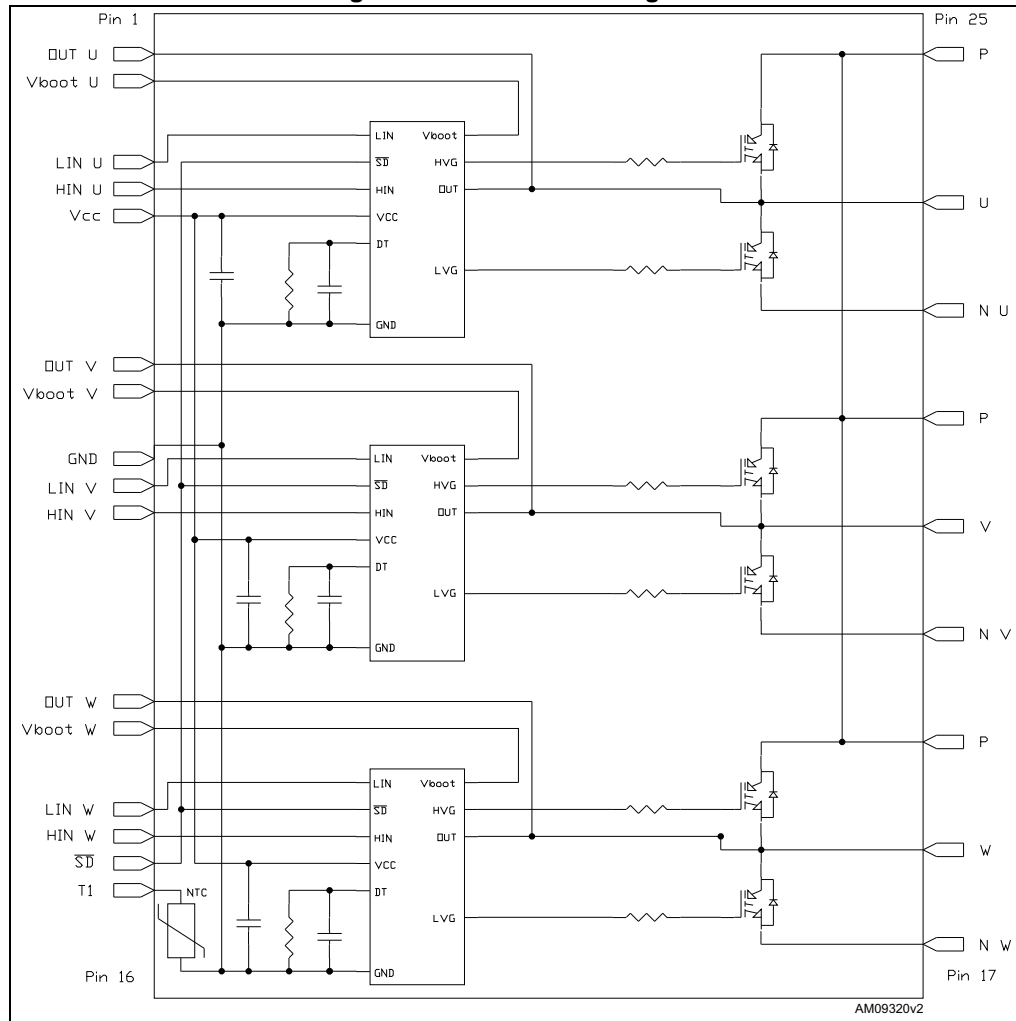 Pin 1
Pin 25
OUT U
Vboot U
LIN U
HIN U
Vcc
OUT V
Vboot V
GND
LIN V
HIN V
OUT W
Vboot W
LIN W
HIN W
SD
T1
NTC
Pin 16
LIN
SD
HIN
VCC
DT
GND
Vboot
HVG
OUT
LVG
LIN
SD
HIN
VCC
DT
GND
Vboot
HVG
OUT
LVG
LIN
SD
HIN
VCC
DT
GND
Vboot
HVG
OUT
LVG
P
U
N U
P
V
N V
P
W
N W
Pin 17
AM09320v2